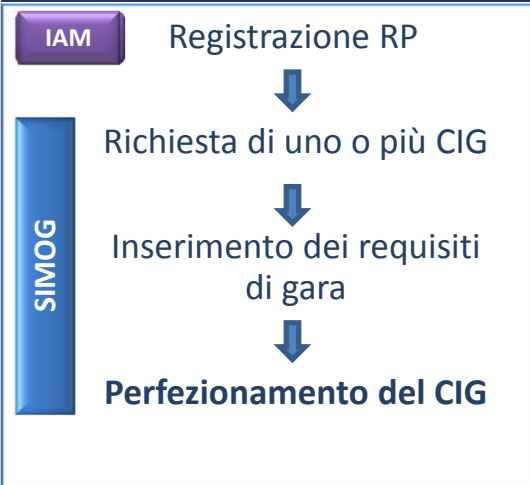 IAM
Registrazione RP
Richiesta di uno o più CIG
SIMOG
Inserimento dei requisiti
di gara
Perfezionamento del CIG